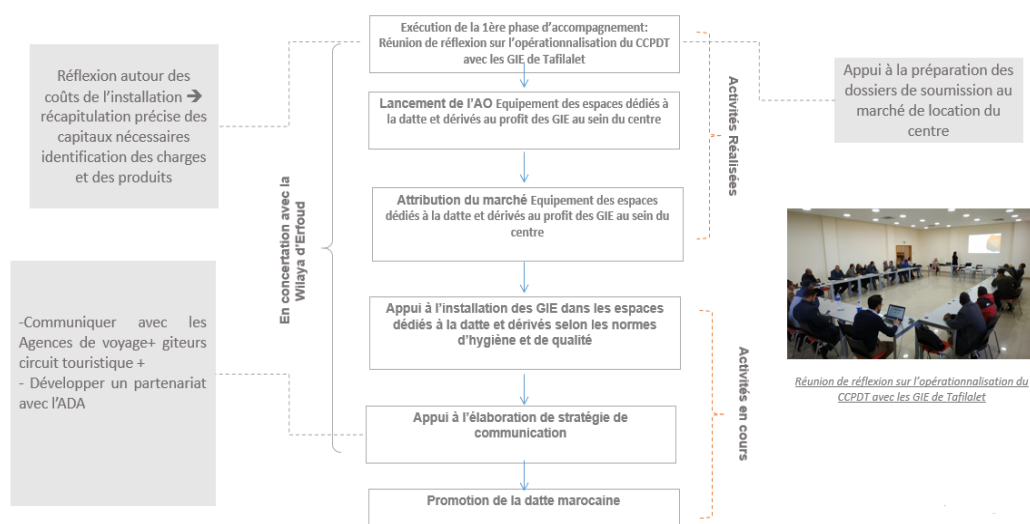 Exécution de la 1ère phase d'accompagnement:
Réunion de réflexion sur l'opérationnalisation du CCPDT
avec les GIE de Tafilalet
Réflexion autour des
coûts de l'installation ➔
récapitulation précise des
capitaux nécessaires
identification des charges
et des produits
Appui à la préparation des
dossiers de soumission au
marché de location du
centre
Lancement de l'AO Equipement des espaces dédiés à
la datte et dérivés au profit des GIE au sein du centre
Activités Réalisées
Attribution du marché Equipement des espaces
dédiés à la datte et dérivés au profit des GIE au sein du
centre
En concertation avec la
Wilaya d'Erfoud
-Communiquer avec les
Agences de voyage+ giteurs
circuit touristique +
- Développer un partenariat
avec l'ADA
Appui à l'installation des GIE dans les espaces
dédiés à la datte et dérivés selon les normes
d'hygiène et de qualité
Activités en cours
Réunion de réflexion sur l'opérationnalisation du
CCPDT avec les GIE de Tafilalet
Appui à l'élaboration de stratégie de
communication
Promotion de la datte marocaine